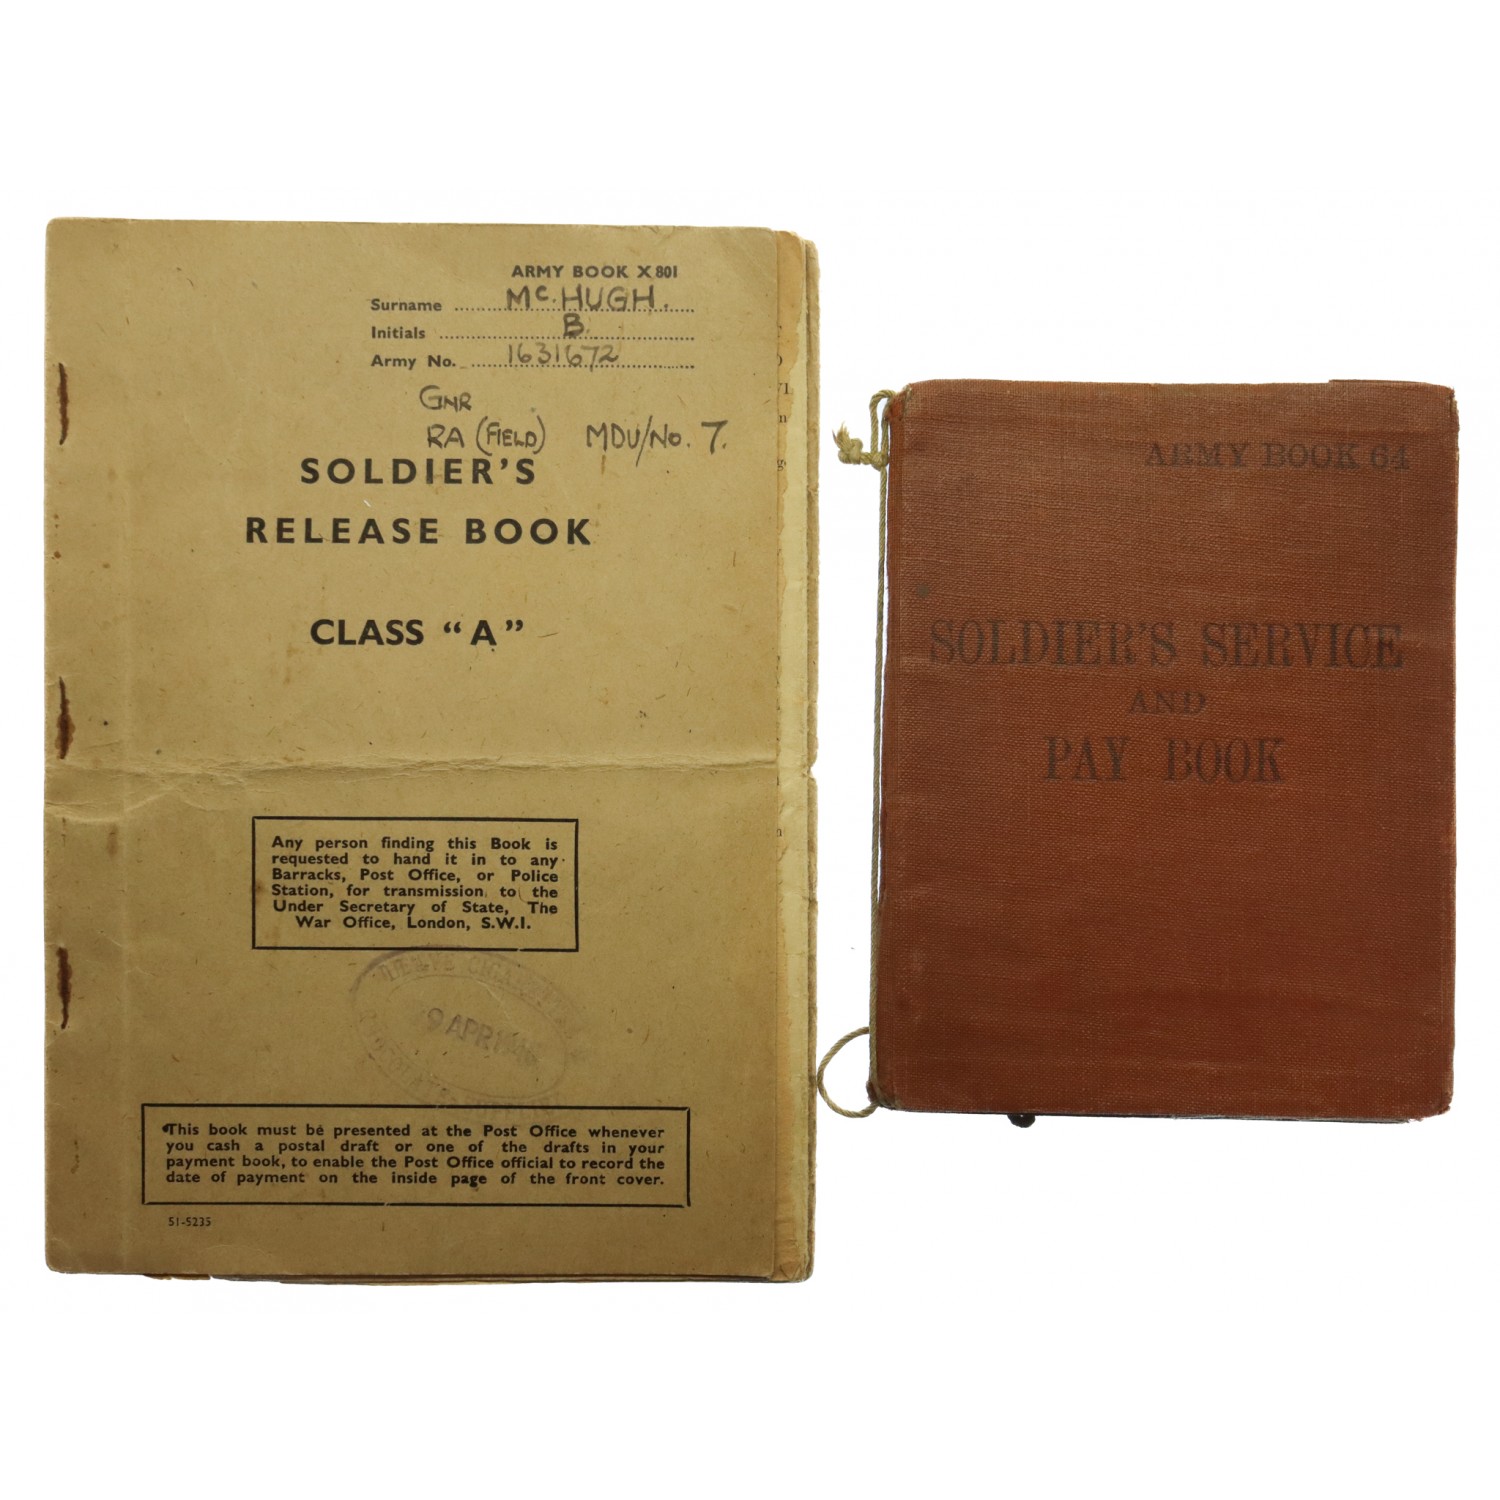 ARMY BOOK X 801
Surname McHUGH.
Initials B
Army No. 1631672
GNR
RA (FIELD) MDU/No. 7.
SOLDIER'S
RELEASE BOOK
CLASS "A"
Any person finding this Book is
requested to hand it in to any
Barracks, Post Office, or Police
Station, for transmission to the
Under Secretary of State, The
War Office, London, S.W.I.
9 APR
This book must be presented at the Post Office whenever
you cash a postal draft or one of the drafts in your
payment book, to enable the Post Office official to record the
date of payment on the inside page of the front cover.
51-5235
ARMY BOOK 64
SOLDIER'S SERVICE
AND
PAY BOOK